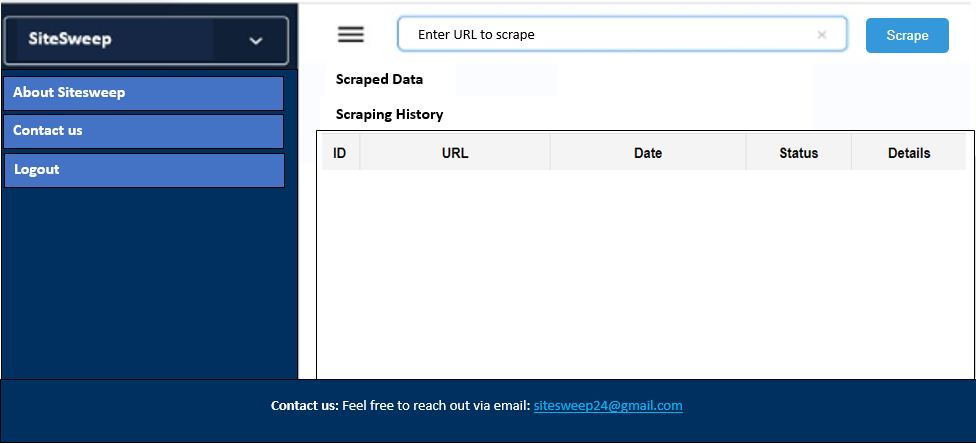 SiteSweep
Enter URL to scrape
Scrape
About Sitesweep
Contact us
Logout
Scraped Data
Scraping History
ID URL Date Status Details
Contact us: Feel free to reach out via email: sitesweep24@gmail.com